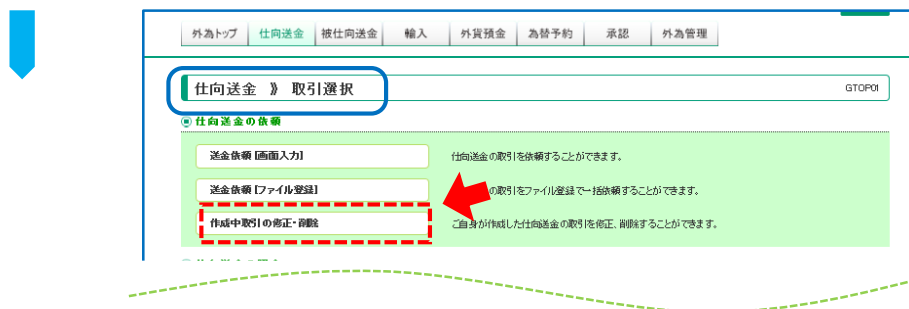 外為トップ 仕向送金 被仕向送金 輸入 外貨預金 為替予約 承認 外為管理
仕向送金 》 取引選択 GTOP01
仕向送金の依頼
送金依頼[画面入力] 仕向送金の取引を依頼することができます。
送金依頼[ファイル登録] の取引をファイル登録で一括依頼することができます。
作成中取引の修正・削除 ご自身が作成した仕向送金の取引を修正、削除することができます。